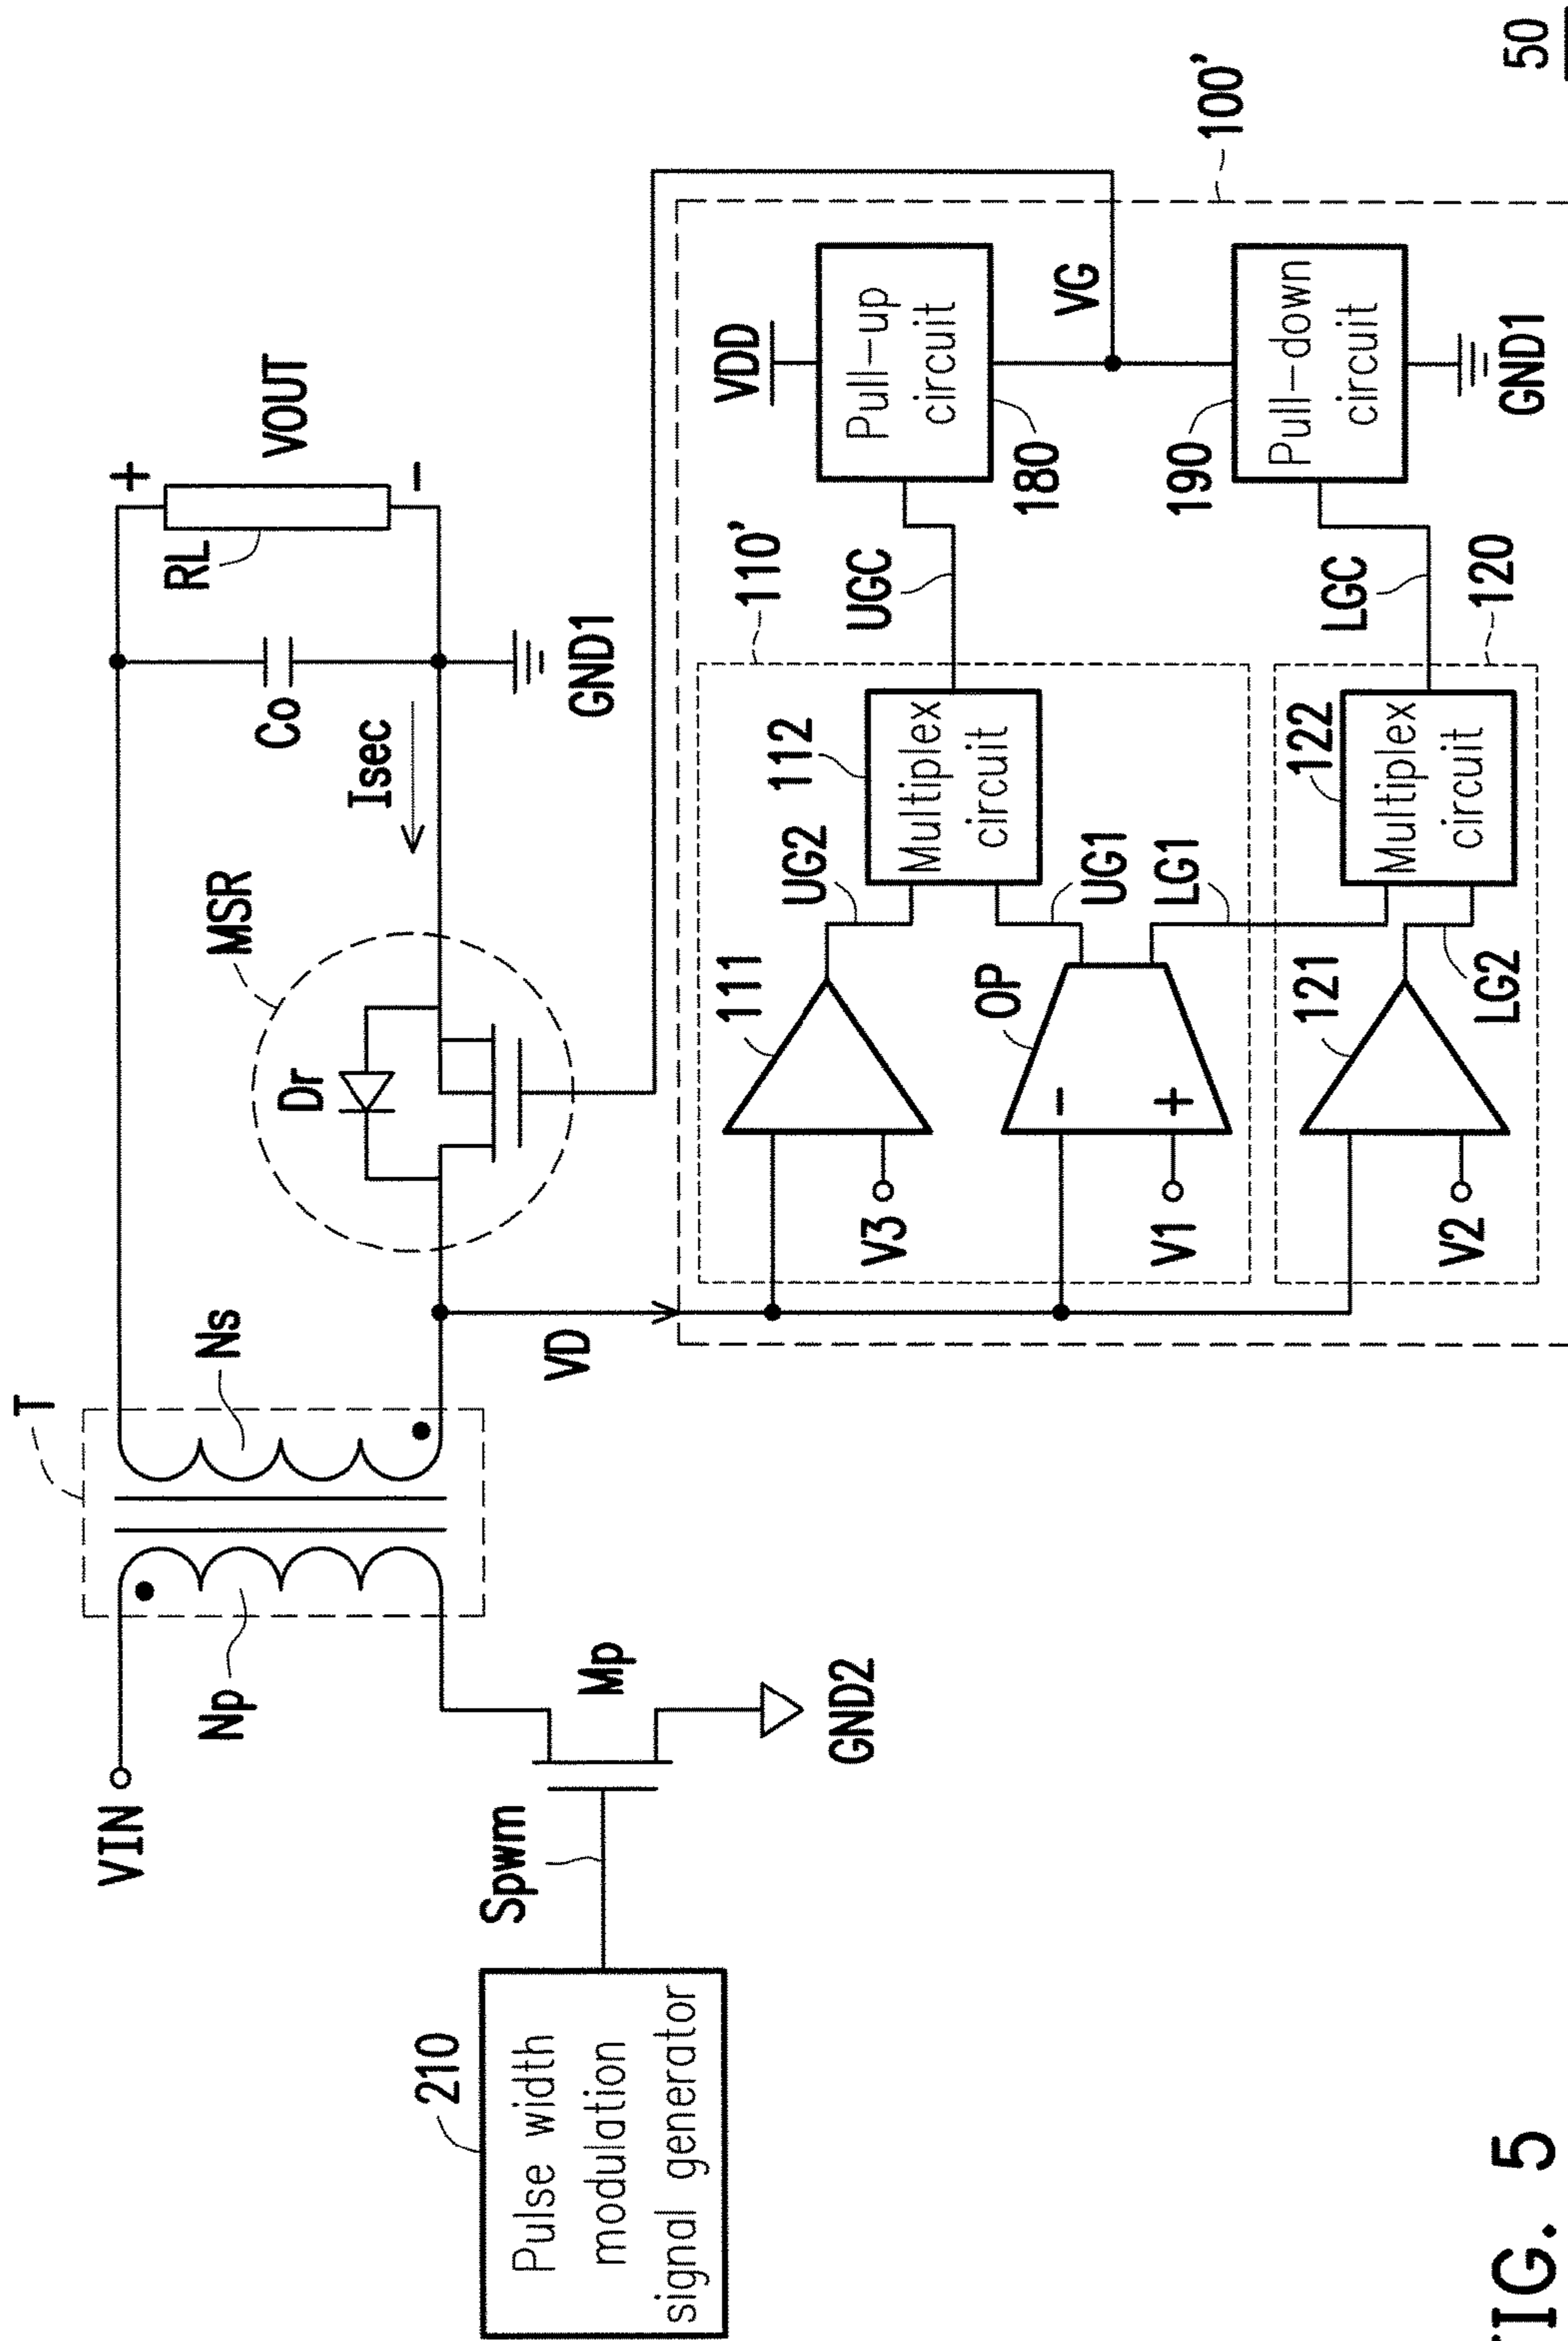 T
VIN
Np
Ns
MSR
Dr
Isec
Co
RL
+
VOUT
-
GND1
210
Pulse width
modulation
signal generator
Spwm
Mp
GND2
VD
100'
110'
111
V3
UG2
112
Multiplex
circuit
UGC
VDD
Pull-up
circuit
180
VG
OP
-
+
V1
UG1
LG1
120
121
V2
LG2
122
Multiplex
circuit
LGC
190
Pull-down
circuit
GND1
50
IG. 5